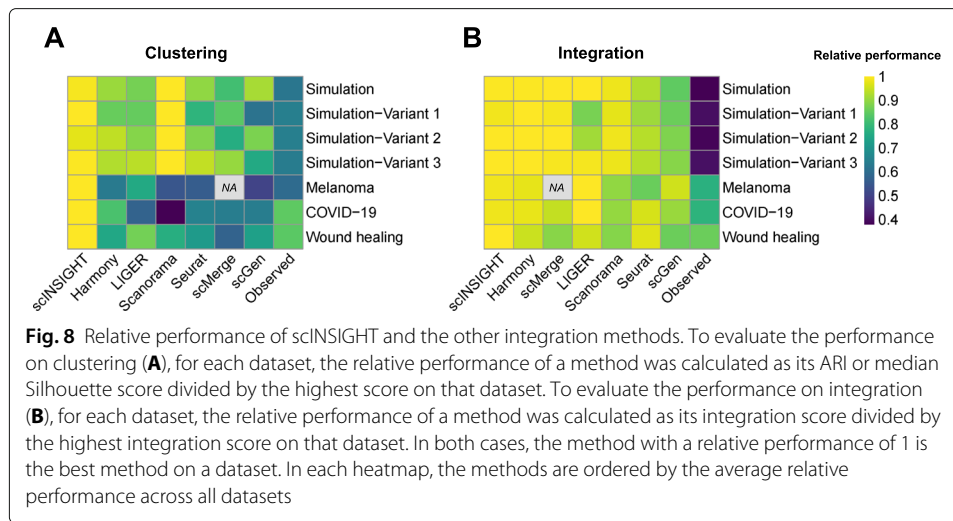 A
Clustering
B
Integration
Relative performance
Simulation
Simulation−Variant 1
Simulation−Variant 2
Simulation−Variant 3
Melanoma
COVID−19
Wound healing
NA
scINSIGHT
Harmony
LIGER
Scanorama
Seurat
scMerge
scGen
Observed
Simulation
Simulation−Variant 1
Simulation−Variant 2
Simulation−Variant 3
Melanoma
COVID−19
Wound healing
NA
scINSIGHT
Harmony
scMerge
LIGER
Scanorama
Seurat
scGen
Observed
1
0.9
0.8
0.7
0.6
0.5
0.4
Fig. 8 Relative performance of scINSIGHT and the other integration methods. To evaluate the performance
on clustering (A), for each dataset, the relative performance of a method was calculated as its ARI or median
Silhouette score divided by the highest score on that dataset. To evaluate the performance on integration
(B), for each dataset, the relative performance of a method was calculated as its integration score divided by
the highest integration score on that dataset. In both cases, the method with a relative performance of 1 is
the best method on a dataset. In each heatmap, the methods are ordered by the average relative
performance across all datasets